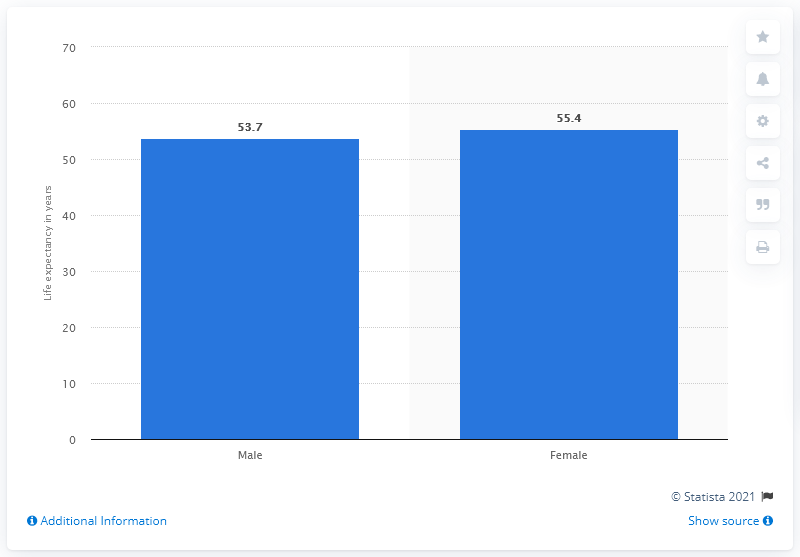 70
60
50
40
30
20
10
0
Life expectancy in years
53.7
55.4
Male
Female
© Statista 2021
Additional Information
Show source